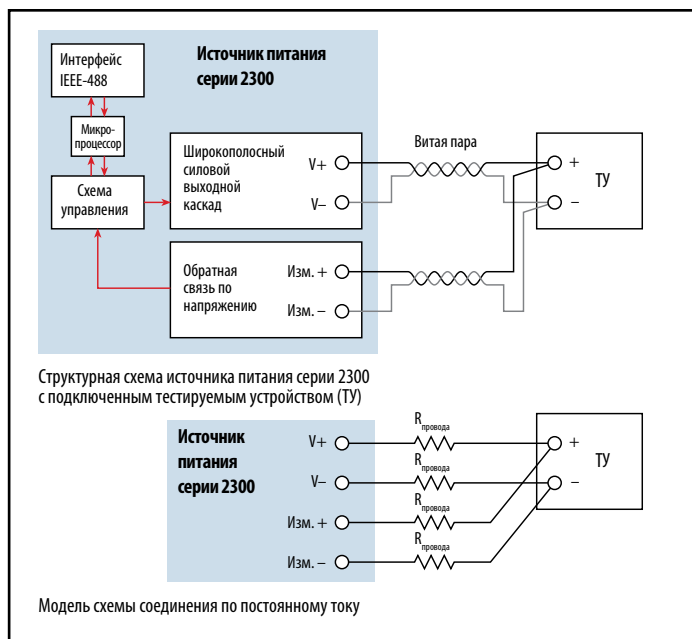 Интерфейс
IEEE-488
Источник питания
серии 2300
Микро-
процессор
Схема
управления
Широкополосный
силовой
выходной
каскад
V+
V–
Витая пара
+
–
ТУ
Обратная
связь по
напряжению
Изм. +
Изм. –
Структурная схема источника питания серии 2300
с подключенным тестируемым устройством (ТУ)
Источник
питания
серии 2300
V+
V–
Изм. +
Изм. –
Rпровода
Rпровода
Rпровода
Rпровода
+
–
ТУ
Модель схемы соединения по постоянному току